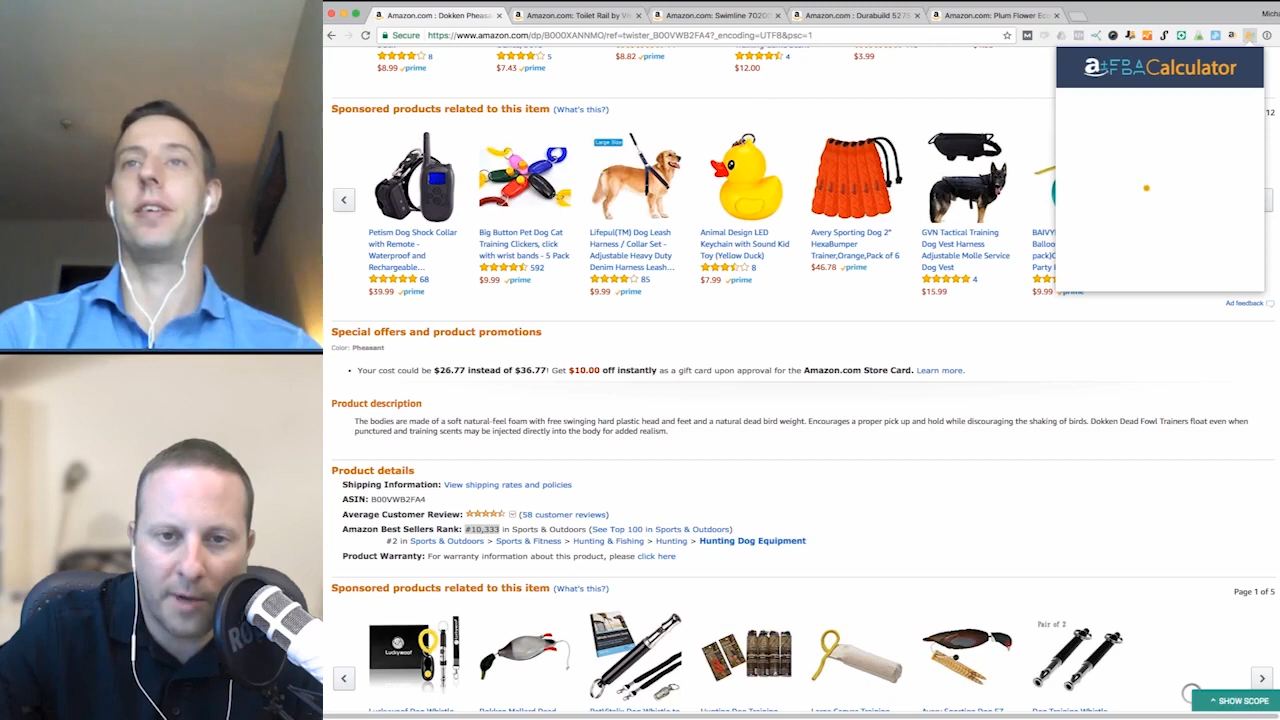 Amazon.com : Dokken Pheasa
Amazon.com: Toilet Rail by
Amazon.com: Swimline
Amazon.com : Durabuild
Amazon.com: Plum Flower Ec
Secure
https://www.amazon.com/dp/B000XANNMQ/ref=twister_B00VWB2FA4?_encoding=UTF8&psc=1
8
5
$8.82 prime
4
$3.99
$8.99 prime
$7.43 prime
$12.00
a FBACalculator
Sponsored products related to this item (What's this?)
12
Large Size
Petism Dog Shock Collar
with Remote -
Waterproof and
Rechargeable...
68
$39.99 prime
Big Button Pet Dog Cat
Training Clickers, click
with wrist bands - 5 Pack
592
$9.99 prime
Lifepul(TM) Dog Leash
Harness / Collar Set -
Adjustable Heavy Duty
Denim Harness Leash...
85
$9.99 prime
Animal Design LED
Keychain with Sound Kid
Toy (Yellow Duck)
8
$7.99 prime
Avery Sporting Dog 2"
HexaBumper
Trainer,Orange,Pack of 6
$46.78 prime
GVN Tactical Training
Dog Vest Harness
Adjustable Molle Service
Dog Vest
4
$15.99
BAIVY
Balloo
pack)C
Party
$9.99 prime
Ad feedback
Special offers and product promotions
Color: Pheasant
• Your cost could be $26.77 instead of $36.77! Get $10.00 off instantly as a gift card upon approval for the Amazon.com Store Card. Learn more.
Product description
The bodies are made of a soft natural-feel foam with free swinging hard plastic head and feet and a natural dead bird weight. Encourages a proper pick up and hold while discouraging the shaking of birds. Dokken Dead Fowl Trainers float even when
punctured and training scents may be injected directly into the body for added realism.
Product details
Shipping Information: View shipping rates and policies
ASIN: B00VWB2FA4
Average Customer Review: (58 customer reviews)
Amazon Best Sellers Rank: #10,333 in Sports & Outdoors (See Top 100 in Sports & Outdoors)
#2 in Sports & Outdoors > Sports & Fitness > Hunting & Fishing > Hunting > Hunting Dog Equipment
Product Warranty: For warranty information about this product, please click here
Sponsored products related to this item (What's this?)
Page 1 of 5
Luckywoof
Pair of 2
Luckywoof Dog Whistle
Dokken Mallard Dead
PetVitalix Dog Whistle to
Hunting Dog Training
Large Canvas Training
Avery Sporting Dog EZ
Dog Training Whistle
SHOW SCOPE